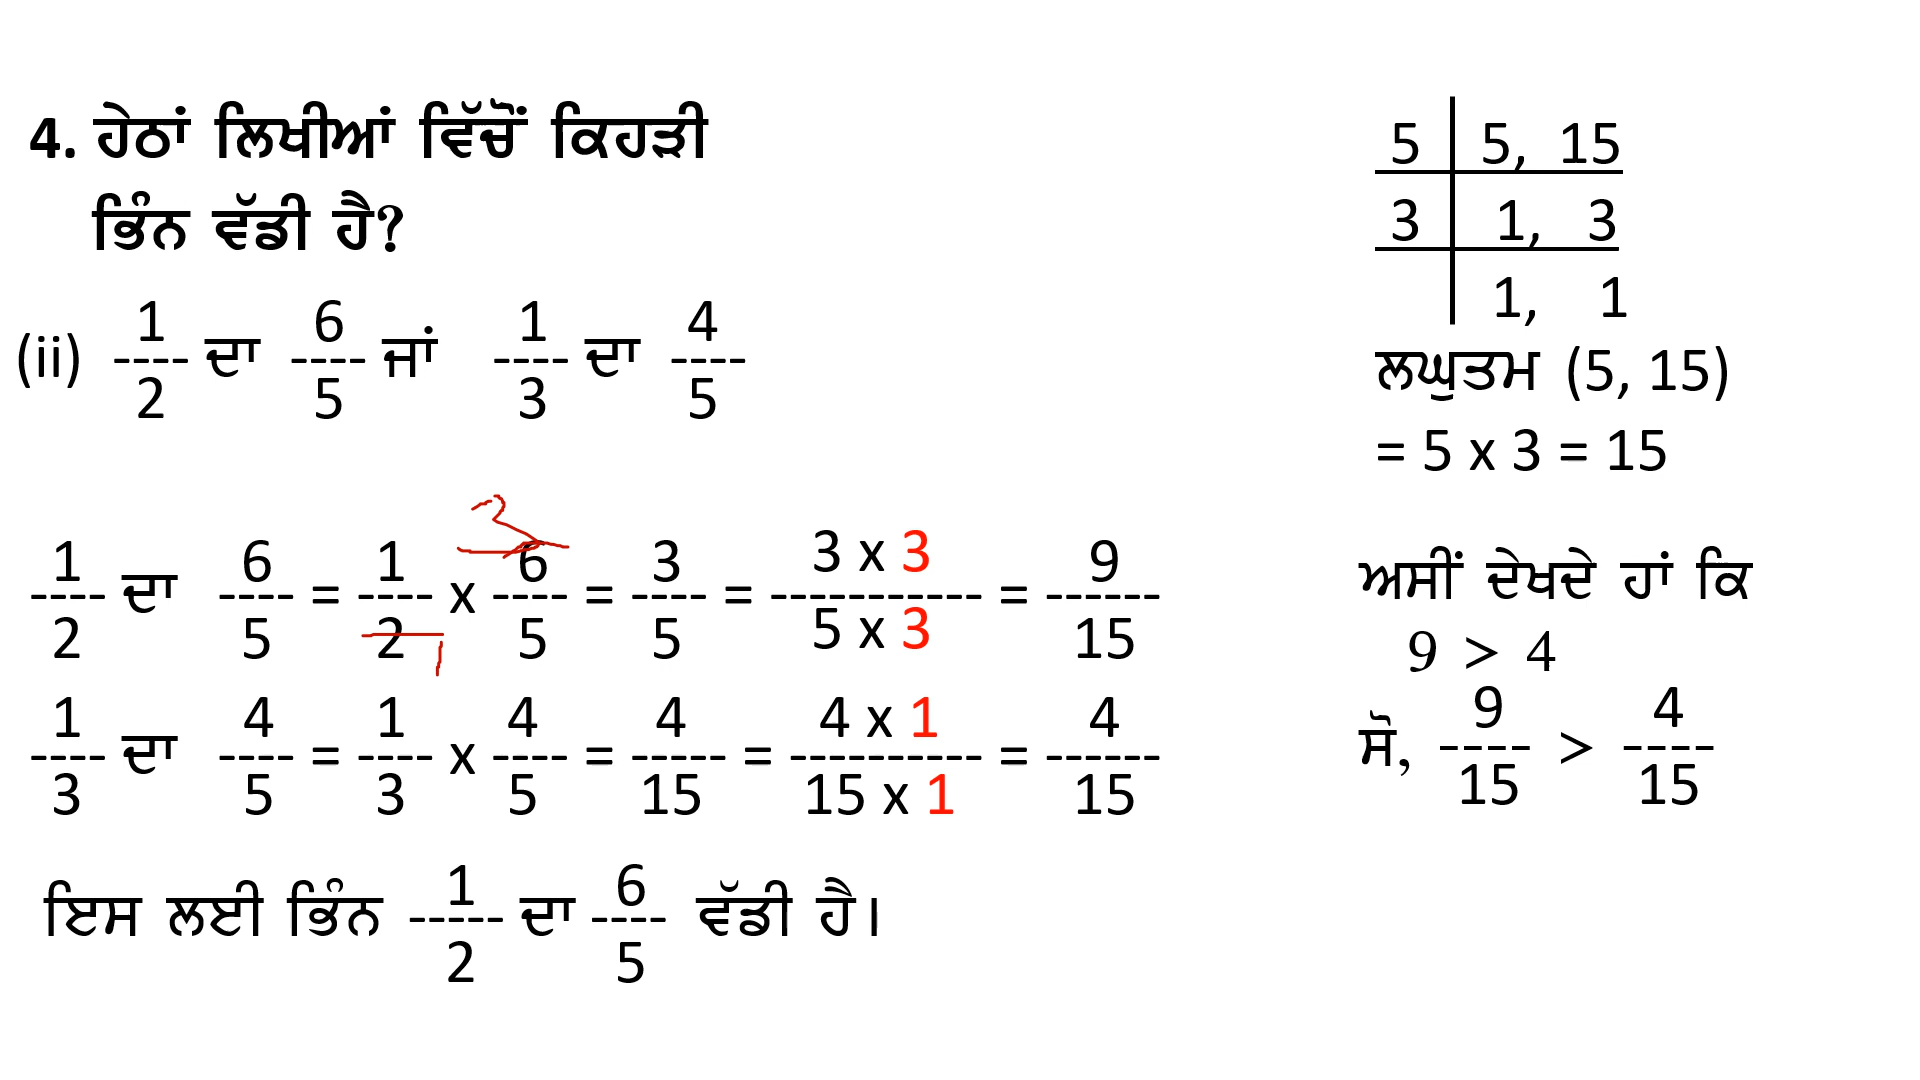 4. ਹੇਠਾਂ ਲਿਖੀਆਂ ਵਿੱਚੋਂ ਕਿਹੜੀ
ਭਿੰਨ ਵੱਡੀ ਹੈ?
(ii) 1/2 ਦਾ 6/5 ਜਾਂ 1/3 ਦਾ 4/5
1/2 ਦਾ 6/5 = 1/2 x 6/5 = 3/5 = 3 x 3/5 x 3 = 9/15
3
1
1/3 ਦਾ 4/5 = 1/3 x 4/5 = 4/15 = 4 x 1/15 x 1 = 4/15
ਇਸ ਲਈ ਭਿੰਨ 1/2 ਦਾ 6/5 ਵੱਡੀ ਹੈ।
5 | 5, 15
3 | 1, 3
| 1, 1
ਲਘੁਤਮ (5, 15)
= 5 x 3 = 15
ਅਸੀਂ ਦੇਖਦੇ ਹਾਂ ਕਿ
9 > 4
ਸੋ, 9/15 > 4/15